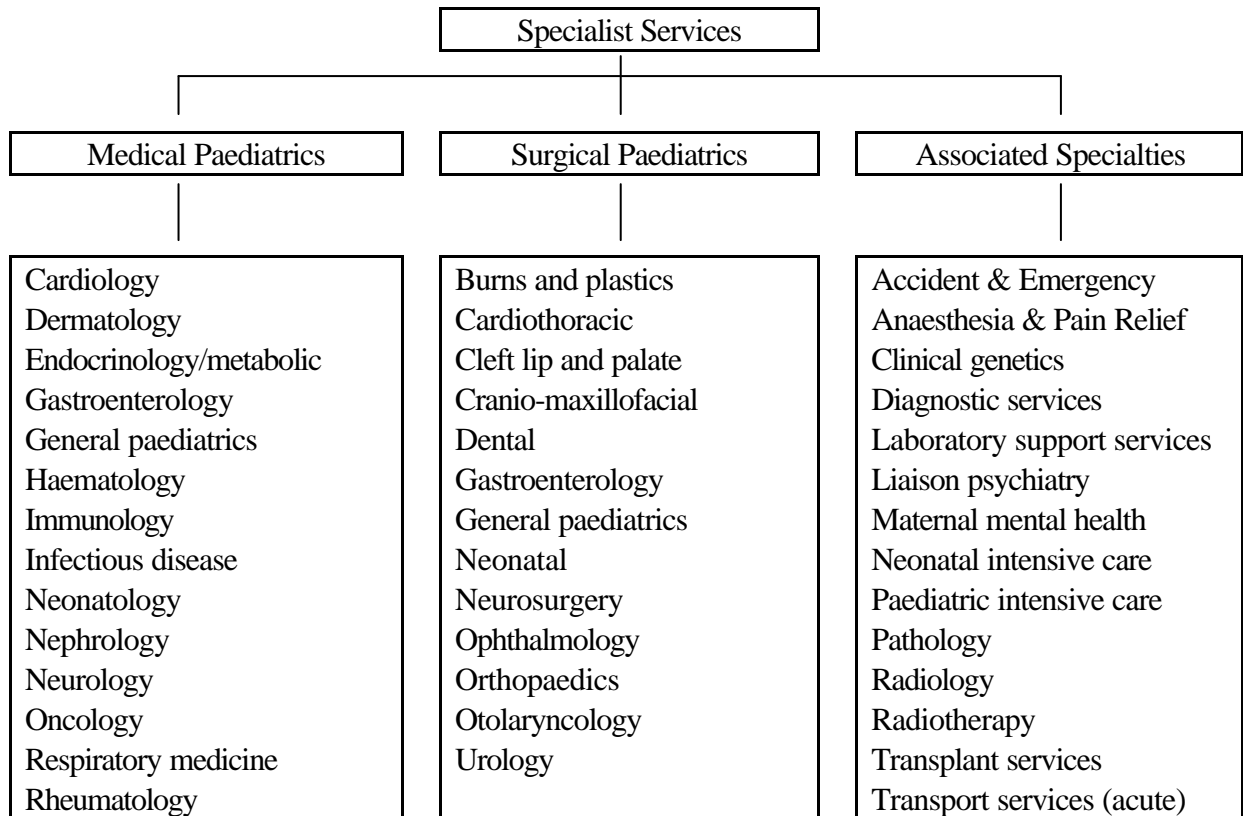 Specialist Services
Medical Paediatrics
Cardiology
Dermatology
Endocrinology/metabolic
Gastroenterology
General paediatrics
Haematology
Immunology
Infectious disease
Neonatology
Nephrology
Neurology
Oncology
Respiratory medicine
Rheumatology
Surgical Paediatrics
Burns and plastics
Cardiothoracic
Cleft lip and palate
Cranio-maxillofacial
Dental
Gastroenterology
General paediatrics
Neonatal
Neurosurgery
Ophthalmology
Orthopaedics
Otolaryncology
Urology
Associated Specialties
Accident & Emergency
Anaesthesia & Pain Relief
Clinical genetics
Diagnostic services
Laboratory support services
Liaison psychiatry
Maternal mental health
Neonatal intensive care
Paediatric intensive care
Pathology
Radiology
Radiotherapy
Transplant services
Transport services (acute)